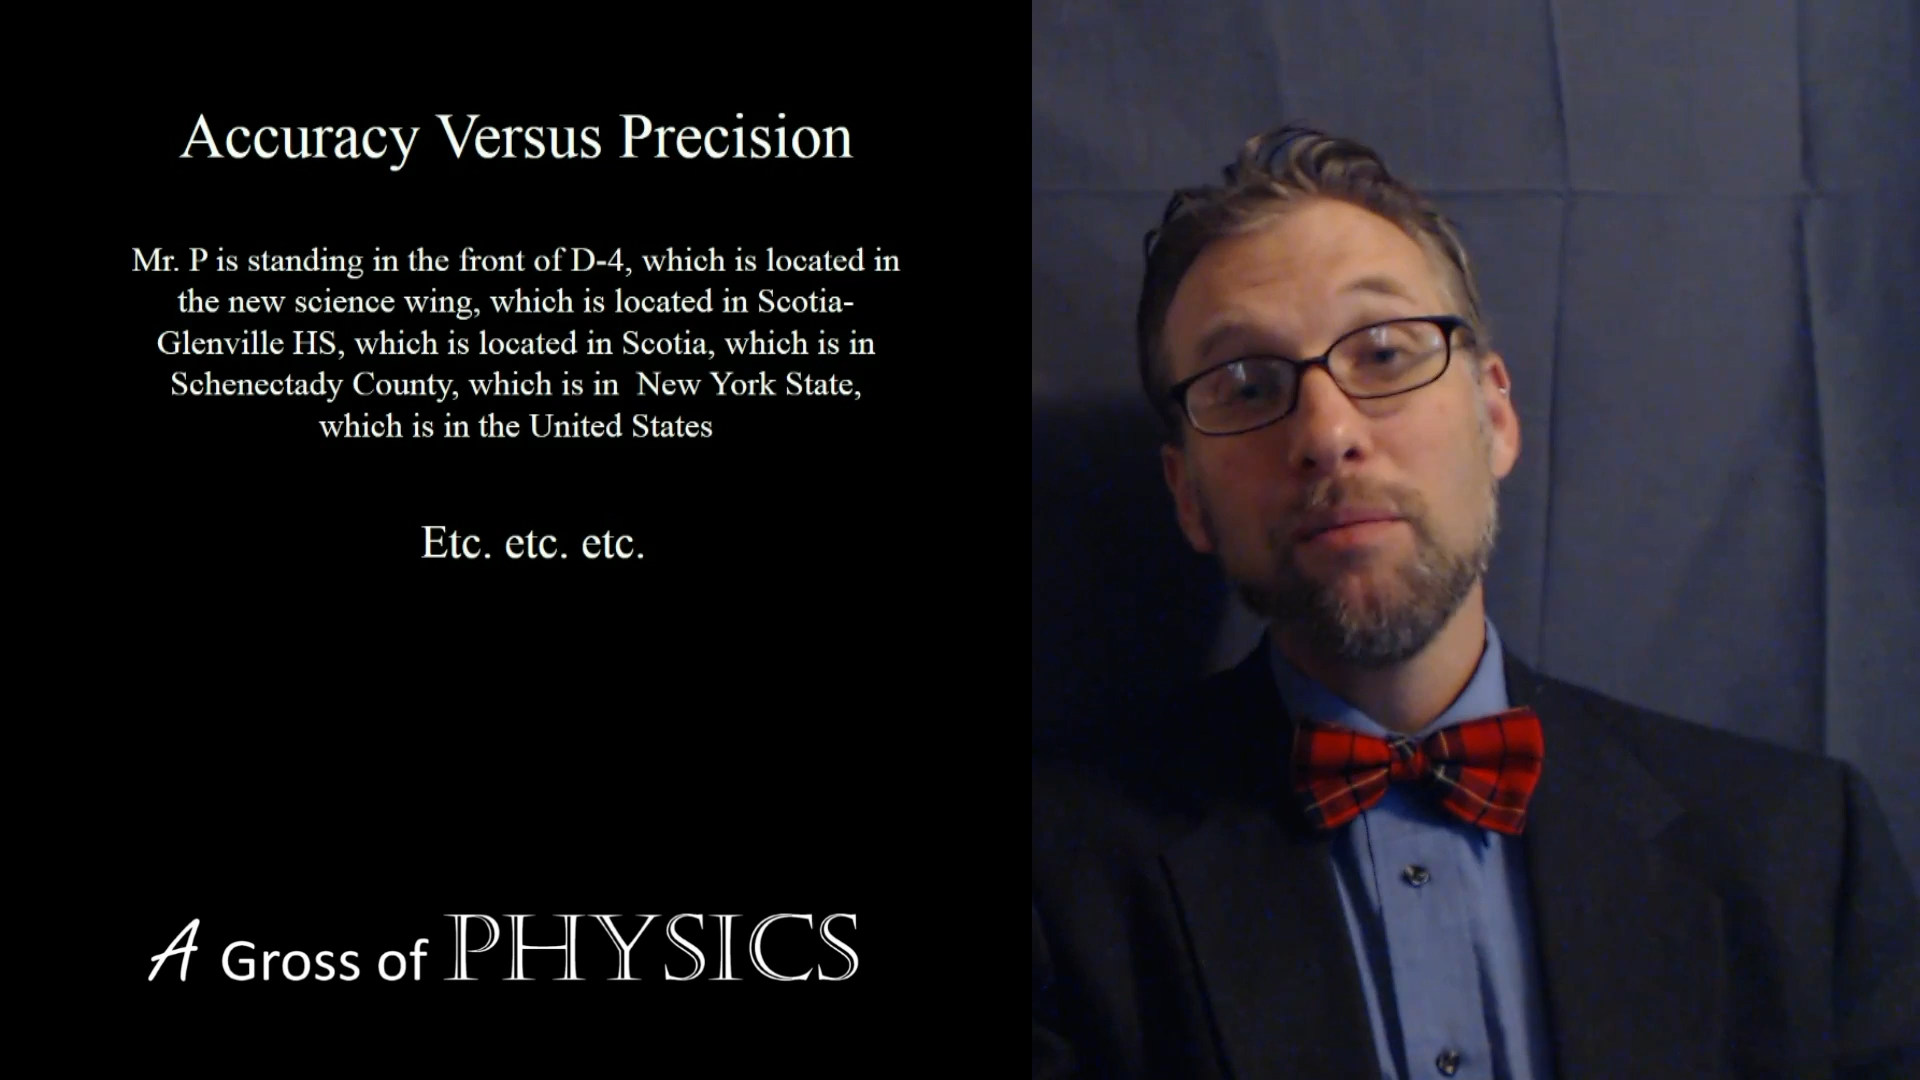 Accuracy Versus Precision
Mr. P is standing in the front of D-4, which is located in
the new science wing, which is located in Scotia-
Glenville HS, which is located in Scotia, which is in
Schenectady County, which is in  New York State,
which is in the United States
Etc. etc. etc.
A Gross of PHYSICS